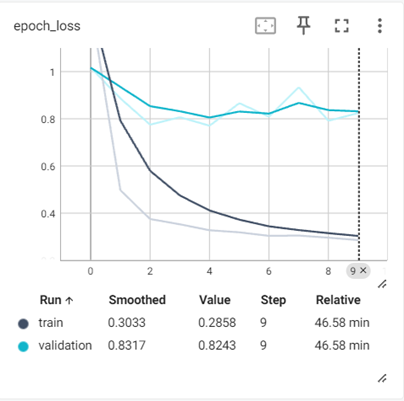 epoch_loss
1
0.8
0.6
0.4
0 2 4 6 8 9 ✕
Run ↑ Smoothed Value Step Relative
train 0.3033 0.2858 9 46.58 min
validation 0.8317 0.8243 9 46.58 min